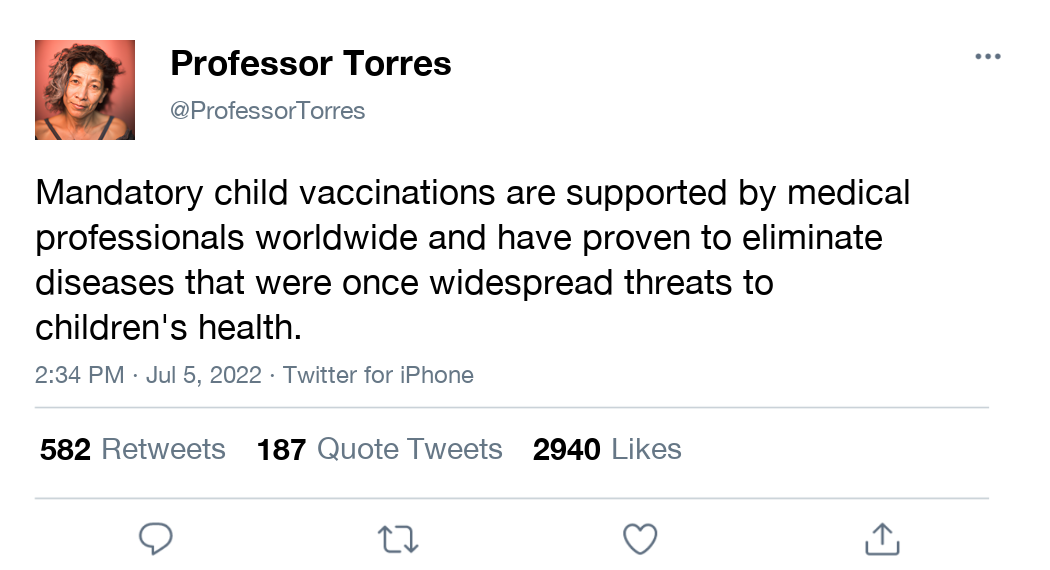 Professor Torres
@ProfessorTorres
Mandatory child vaccinations are supported by medical
professionals worldwide and have proven to eliminate
diseases that were once widespread threats to
children's health.
2:34 PM · Jul 5, 2022 · Twitter for iPhone
582 Retweets 187 Quote Tweets 2940 Likes